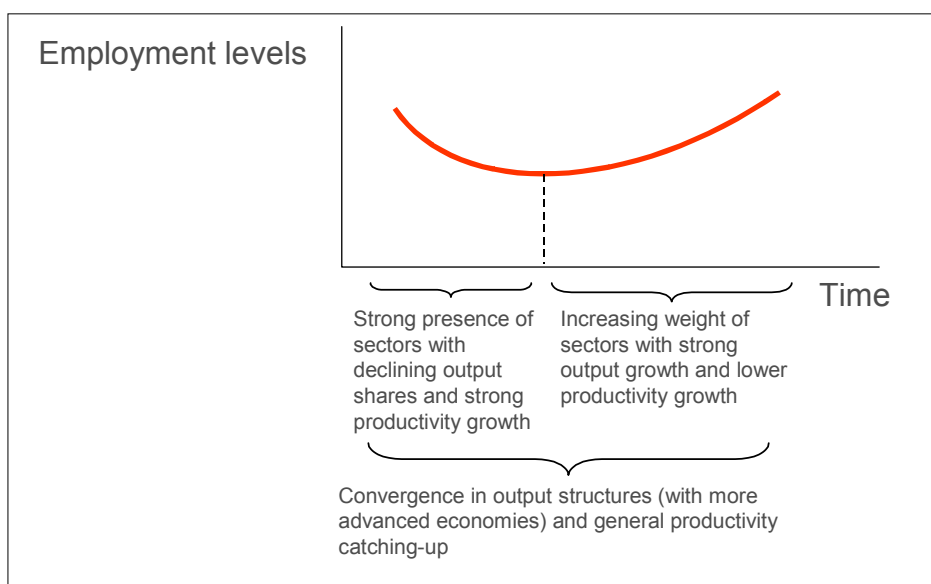 Employment levels
Time
Strong presence of
sectors with
declining output
shares and strong
productivity growth
Increasing weight of
sectors with strong
output growth and lower
productivity growth
Convergence in output structures (with more
advanced economies) and general productivity
catching-up